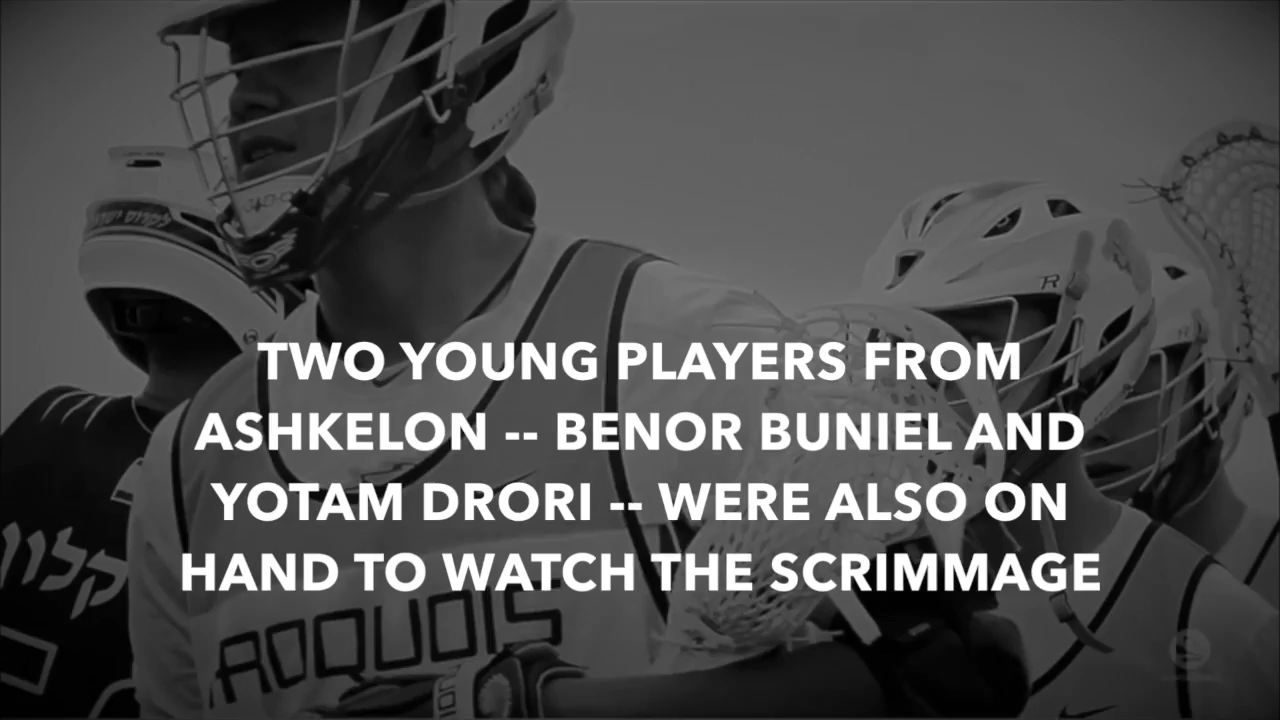 TWO YOUNG PLAYERS FROM
ASHKELON -- BENOR BUNIEL AND
YOTAM DRORI -- WERE ALSO ON
HAND TO WATCH THE SCRIMMAGE